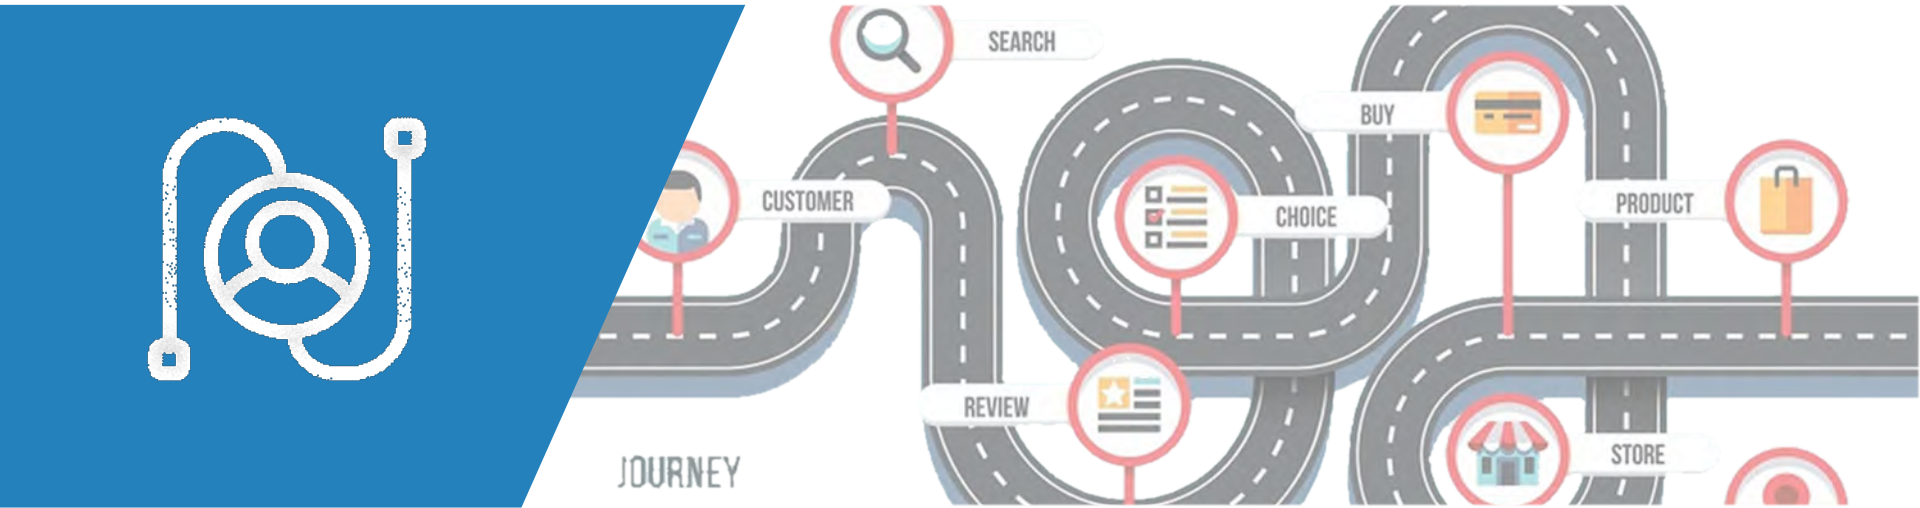 SEARCH
BUY
CUSTOMER
PRODUCT
CHOICE
REVIEW
STORE
JOURNEY